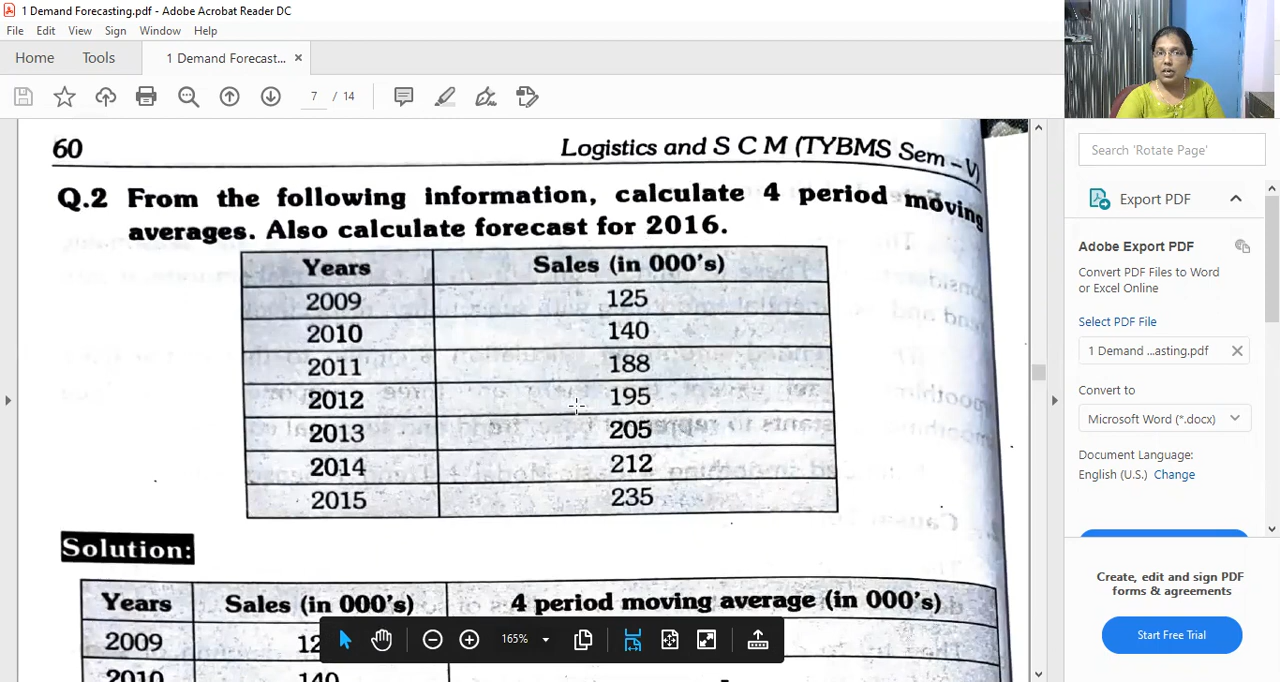 1 Demand Forecasting.pdf - Adobe Acrobat Reader DC
File Edit View Sign Window Help
Home Tools 1 Demand Forecast... ×
7 / 14
60 Logistics and S C M (TYBMS Sem – V)
Q.2 From the following information, calculate 4 period moving
averages. Also calculate forecast for 2016.
Years Sales (in 000's)
2009 125
2010 140
2011 188
2012 195
2013 205
2014 212
2015 235
Solution:
Years Sales (in 000's) 4 period moving average (in 000's)
2009
2010 140
165%
Search 'Rotate Page'
Export PDF
Adobe Export PDF
Convert PDF Files to Word
or Excel Online
Select PDF File
1 Demand ...asting.pdf
Convert to
Microsoft Word (*.docx)
Document Language:
English (U.S.) Change
Create, edit and sign PDF
forms & agreements
Start Free Trial